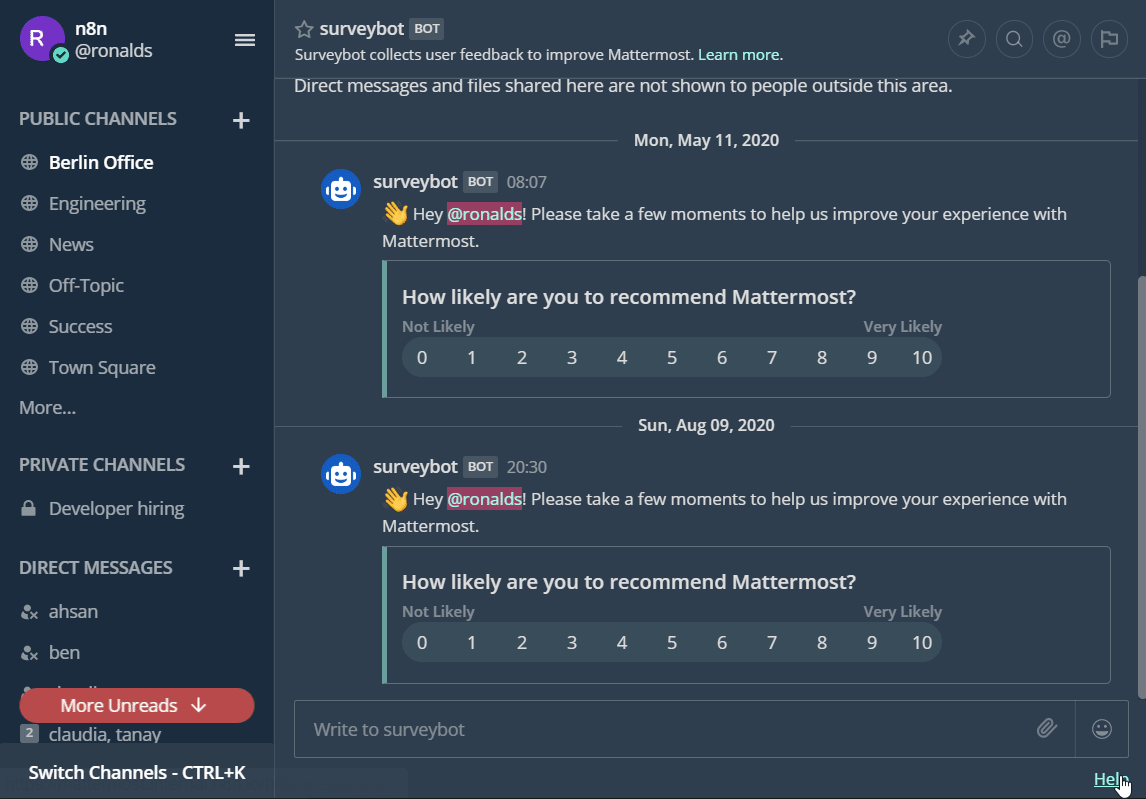 R
n8n
@ronalds
PUBLIC CHANNELS +
Berlin Office
Engineering
News
Off-Topic
Success
Town Square
More...
PRIVATE CHANNELS +
Developer hiring
DIRECT MESSAGES +
ahsan
ben
More Unreads ↓
2 claudia, tanay
Switch Channels - CTRL+K
surveybot BOT
Surveybot collects user feedback to improve Mattermost. Learn more.
@
Direct messages and files shared here are not shown to people outside this area.
Mon, May 11, 2020
surveybot BOT 08:07
👋 Hey @ronalds! Please take a few moments to help us improve your experience with
Mattermost.
How likely are you to recommend Mattermost?
Not Likely Very Likely
0 1 2 3 4 5 6 7 8 9 10
Sun, Aug 09, 2020
surveybot BOT 20:30
👋 Hey @ronalds! Please take a few moments to help us improve your experience with
Mattermost.
How likely are you to recommend Mattermost?
Not Likely Very Likely
0 1 2 3 4 5 6 7 8 9 10
Write to surveybot
Help